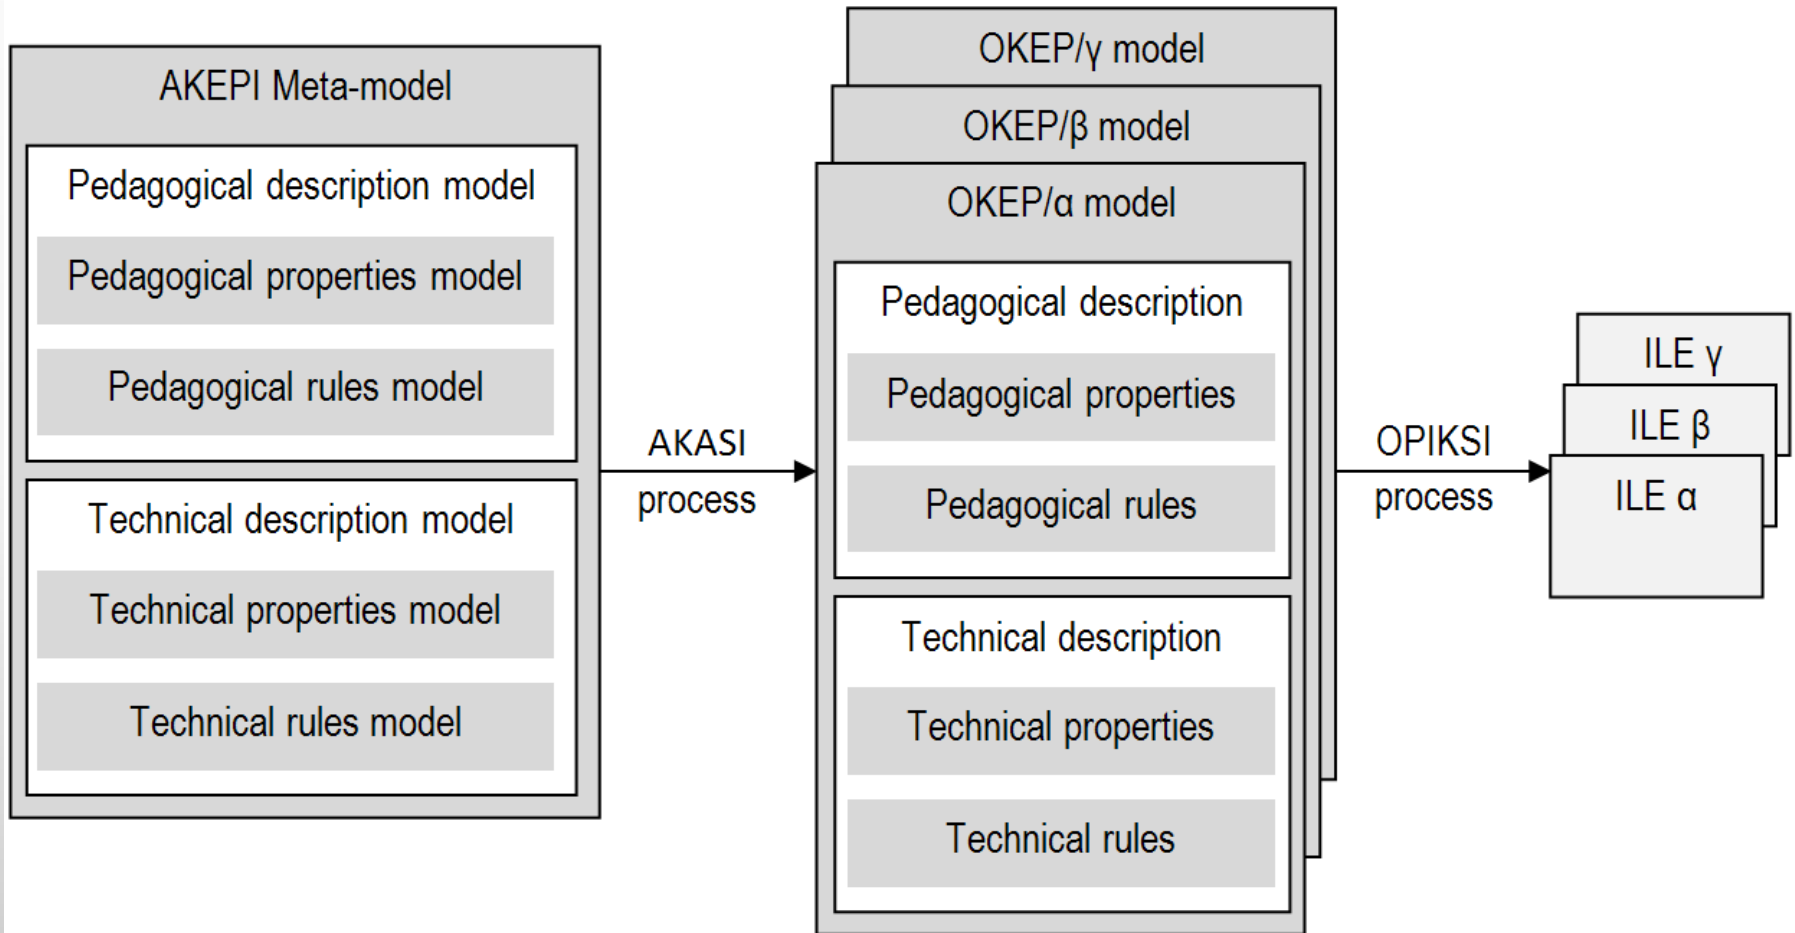 AKEPI Meta-model
Pedagogical description model
Pedagogical properties model
Pedagogical rules model
Technical description model
Technical properties model
Technical rules model
AKASI
process
OKEP/γ model
OKEP/β model
OKEP/α model
Pedagogical description
Pedagogical properties
Pedagogical rules
Technical description
Technical properties
Technical rules
OPIKSI
process
ILE γ
ILE β
ILE α